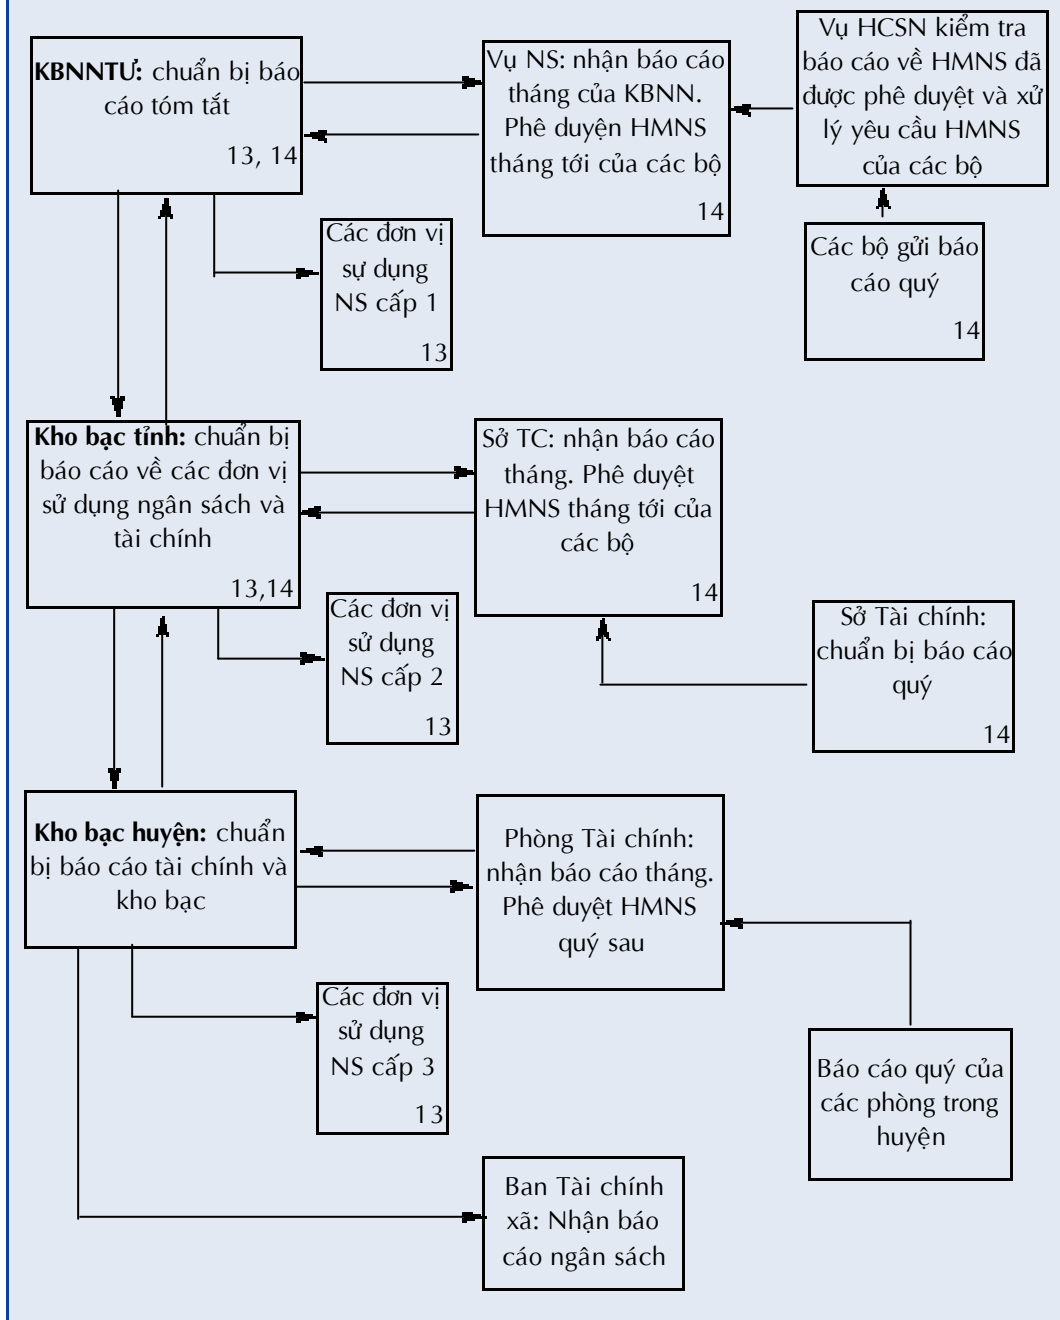 KBNNTƯ: chuẩn bị báo
cáo tóm tắt
13, 14
Vụ NS: nhận báo cáo
tháng của KBNN.
Phê duyện HMNS
tháng tới của các bộ
14
Vụ HCSN kiểm tra
báo cáo về HMNS đã
được phê duyệt và xử
lý yêu cầu HMNS
của các bộ
Các đơn vị
sự dụng
NS cấp 1
13
Các bộ gửi báo
cáo quý
14
Kho bạc tỉnh: chuẩn bị
báo cáo về các đơn vị
sử dụng ngân sách và
tài chính
13,14
Sở TC: nhận báo cáo
tháng. Phê duyệt
HMNS tháng tới của
các bộ
14
Các đơn vị
sử dụng
NS cấp 2
13
Sở Tài chính:
chuẩn bị báo cáo
quý
14
Kho bạc huyện: chuẩn
bị báo cáo tài chính và
kho bạc
Phòng Tài chính:
nhận báo cáo tháng.
Phê duyệt HMNS
quý sau
Các đơn vị
sử dụng
NS cấp 3
13
Báo cáo quý của
các phòng trong
huyện
Ban Tài chính
xã: Nhận báo
cáo ngân sách